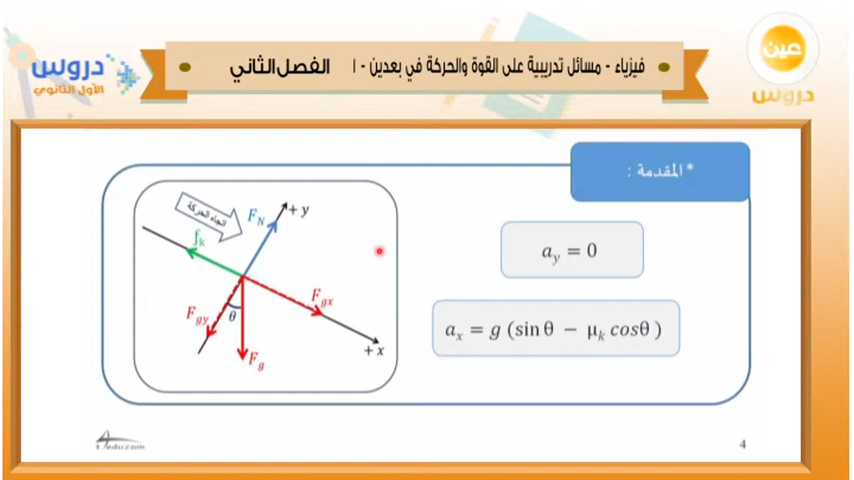 عين
دروس
فيزياء - مسائل تدريبية على القوة والحركة في بعدين - ١
الفصل الثاني
دروس
الأول الثانوي
* المقدمة :
اتجاه الحركة
F_N
+ y
f_k
F_gx
F_gy
θ
F_g
+ x
a_y = 0
a_x = g (sin θ − μ_k cosθ )
4